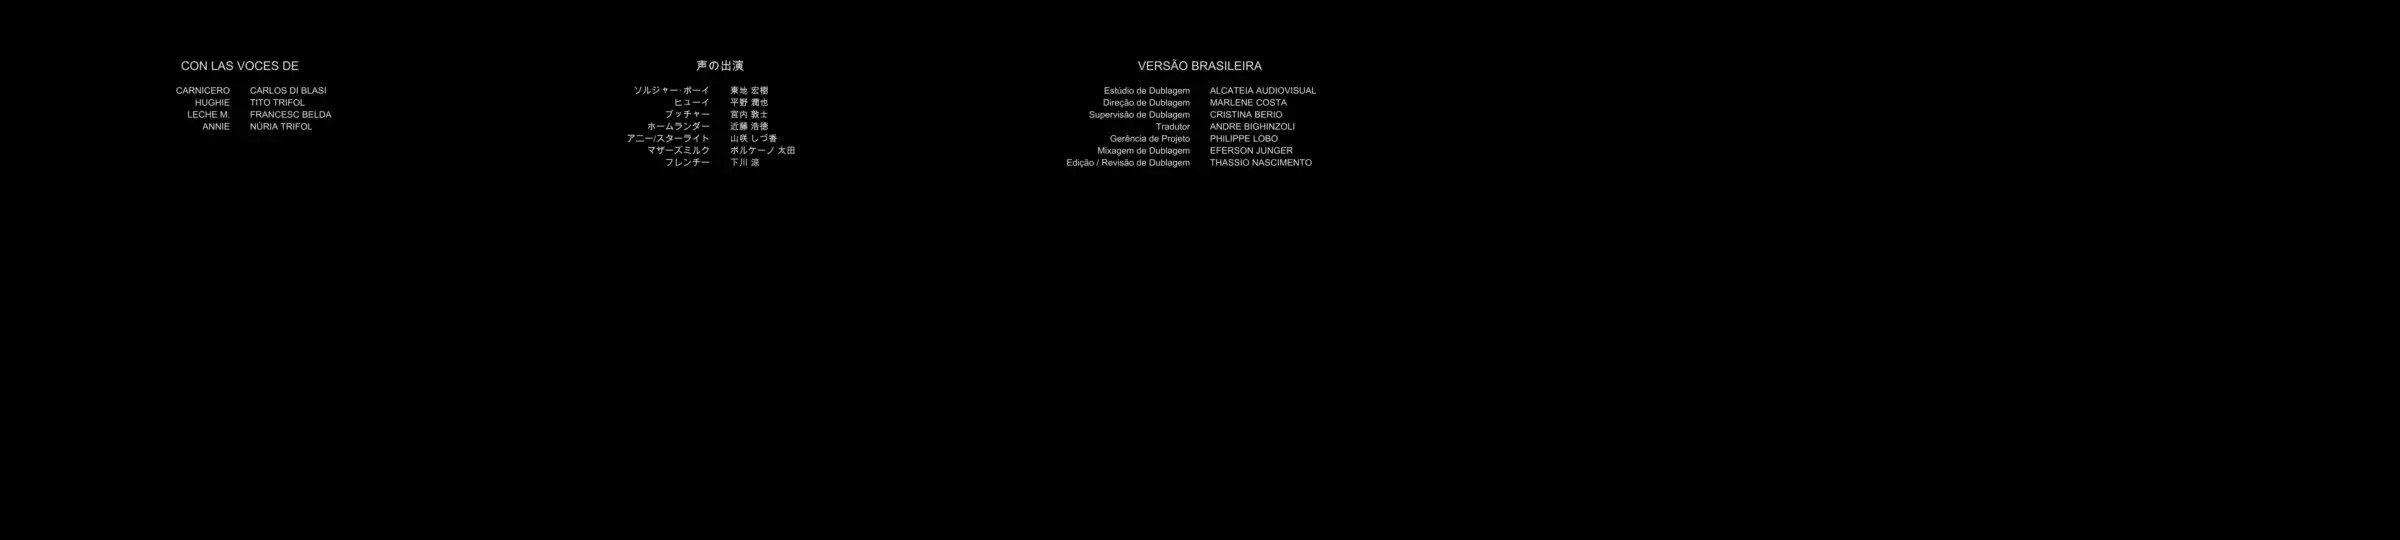 CON LAS VOCES DE
CARNICERO CARLOS DI BLASI
HUGHIE TITO TRIFOL
LECHE M. FRANCESC BELDA
ANNIE NÚRIA TRIFOL
声の出演
ソルジャー・ボーイ 東地 宏樹
ヒューイ 平野 潤也
ブッチャー 宮内 敦士
ホームランダー 近藤 浩徳
アニー/スターライト 山咲 しづ香
マザーズミルク ボルケーノ 太田
フレンチー 下川 涼
VERSÃO BRASILEIRA
Estúdio de Dublagem ALCATEIA AUDIOVISUAL
Direção de Dublagem MARLENE COSTA
Supervisão de Dublagem CRISTINA BERIO
Tradutor ANDRE BIGHINZOLI
Gerência de Projeto PHILIPPE LOBO
Mixagem de Dublagem EFERSON JUNGER
Edição / Revisão de Dublagem THASSIO NASCIMENTO